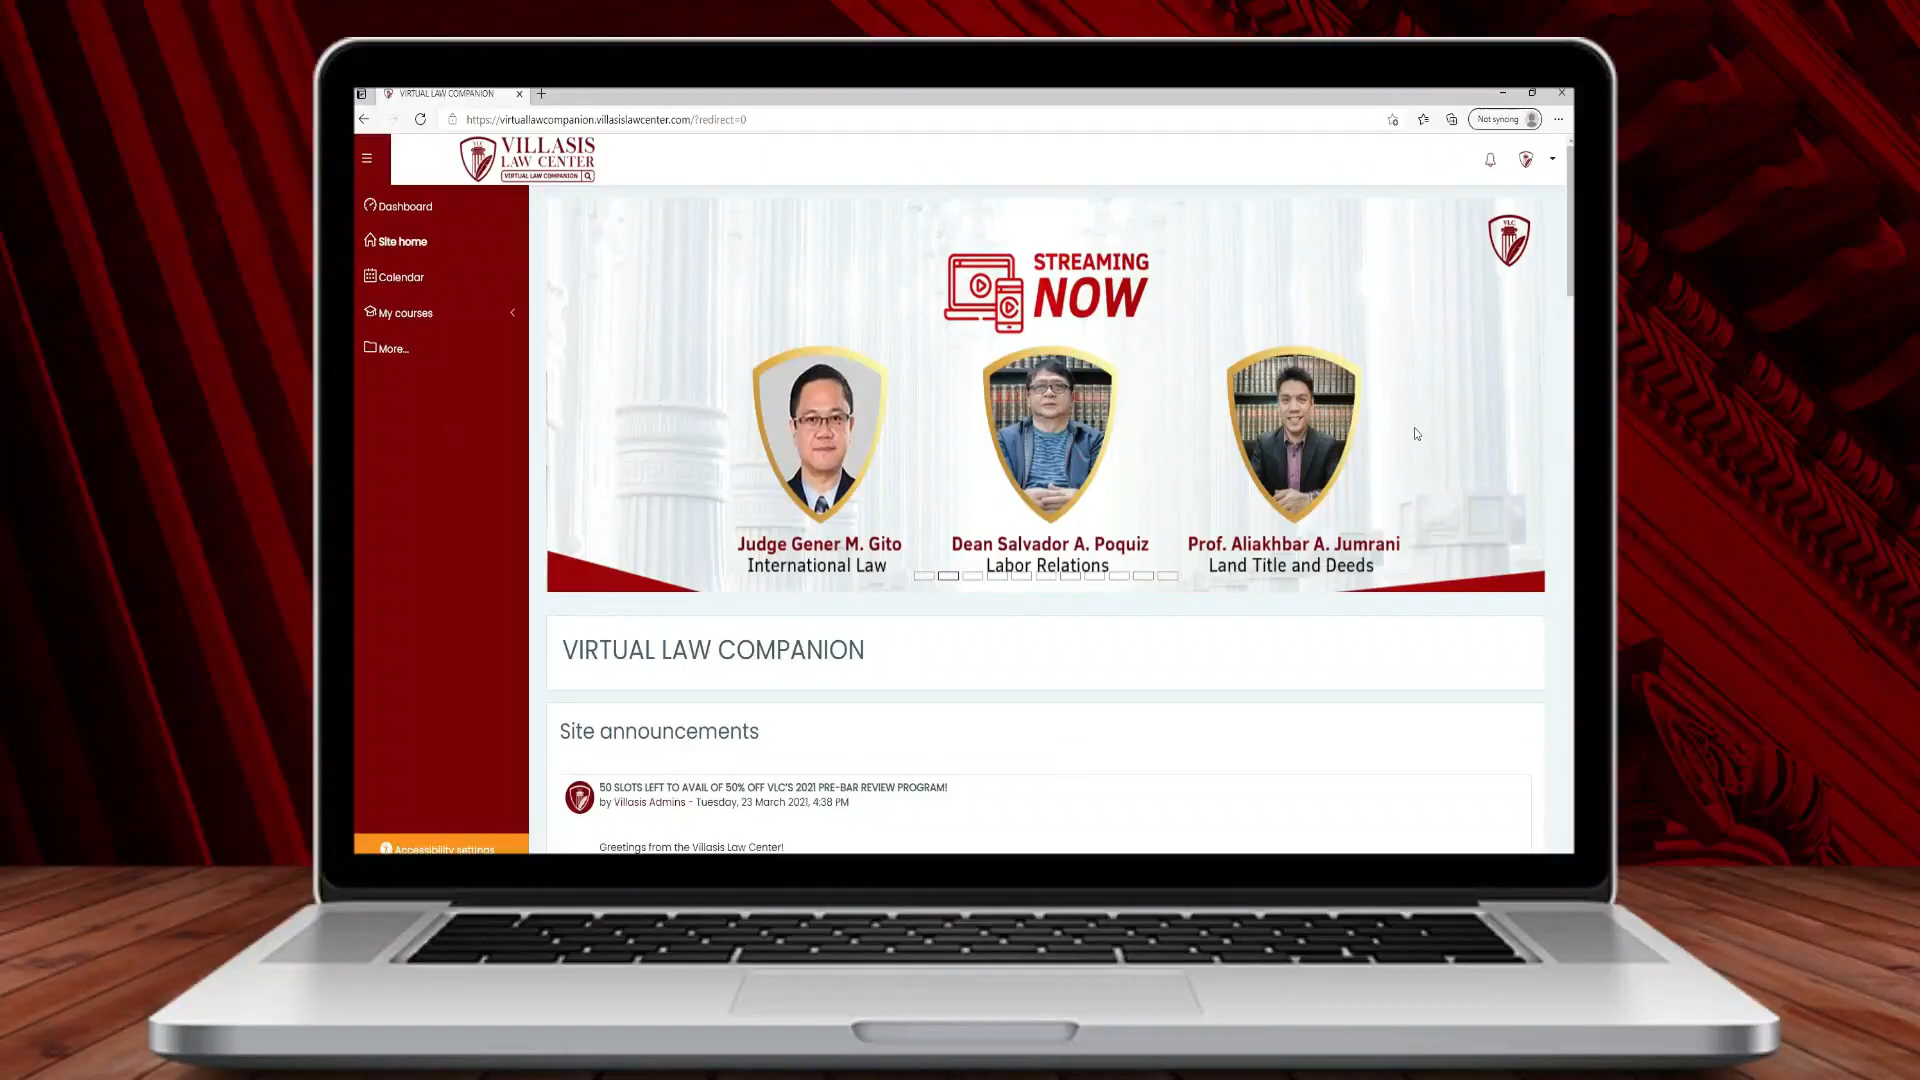 VIRTUAL LAW COMPANION
https://virtuallawcompanion.villasislawcenter.com/?redirect=0
Not syncing
VLC
VILLASIS
LAW CENTER
VIRTUAL LAW COMPANION
Dashboard
Site home
Calendar
My courses
More...
Accessibility settings
VLC
STREAMING
NOW
Judge Gener M. Gito
International Law
Dean Salvador A. Poquiz
Labor Relations
Prof. Aliakhbar A. Jumrani
Land Title and Deeds
VIRTUAL LAW COMPANION
Site announcements
50 SLOTS LEFT TO AVAIL OF 50% OFF VLC'S 2021 PRE-BAR REVIEW PROGRAM!
by Villasis Admins - Tuesday, 23 March 2021, 4:38 PM
Greetings from the Villasis Law Center!